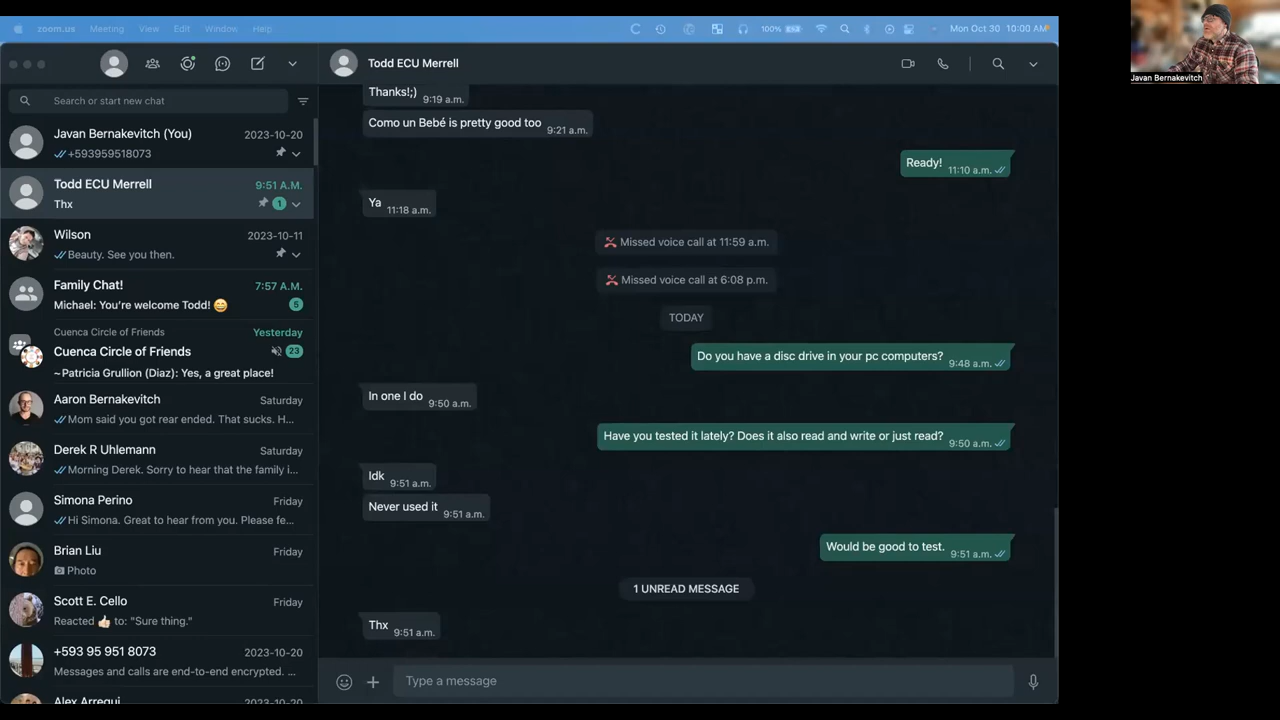 zoom.us Meeting View Edit Window Help 100% Mon Oct 30 10:00 AM
Javan Bernakevitch
Search or start new chat
Javan Bernakevitch (You) 2023-10-20
+593959518073
Todd ECU Merrell 9:51 A.M.
Thx 1
Wilson 2023-10-11
Beauty. See you then.
Family Chat! 7:57 A.M.
Michael: You're welcome Todd! 😄 5
Cuenca Circle of Friends Yesterday
Cuenca Circle of Friends 23
~Patricia Grullion (Diaz): Yes, a great place!
Aaron Bernakevitch Saturday
Mom said you got rear ended. That sucks. H…
Derek R Uhlemann Saturday
Morning Derek. Sorry to hear that the family i…
Simona Perino Friday
Hi Simona. Great to hear from you. Please fe…
Brian Liu Friday
Photo
Scott E. Cello Friday
Reacted 👍🏻 to: "Sure thing."
+593 95 951 8073 2023-10-20
Messages and calls are end-to-end encrypted. …
Alex Arregui 2023-10-20
Todd ECU Merrell
Thanks!;) 9:19 a.m.
Como un Bebé is pretty good too 9:21 a.m.
Ready! 11:10 a.m.
Ya 11:18 a.m.
Missed voice call at 11:59 a.m.
Missed voice call at 6:08 p.m.
TODAY
Do you have a disc drive in your pc computers? 9:48 a.m.
In one I do 9:50 a.m.
Have you tested it lately? Does it also read and write or just read? 9:50 a.m.
Idk 9:51 a.m.
Never used it 9:51 a.m.
Would be good to test. 9:51 a.m.
1 UNREAD MESSAGE
Thx 9:51 a.m.
Type a message